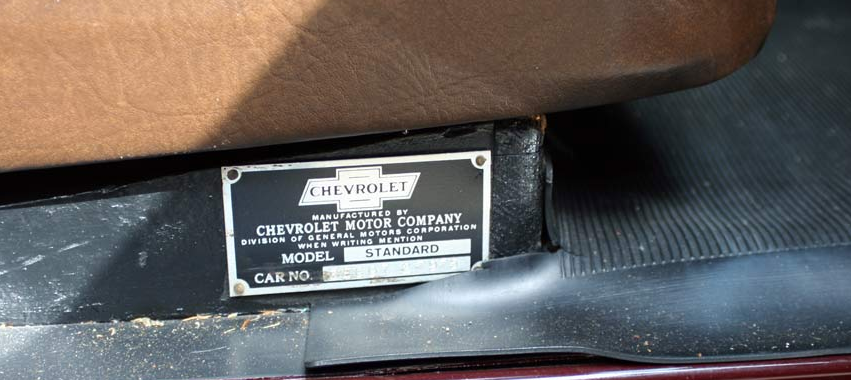 CHEVROLET
MANUFACTURED BY
CHEVROLET MOTOR COMPANY
DIVISION OF GENERAL MOTORS CORPORATION
WHEN WRITING MENTION
MODEL STANDARD
CAR NO.